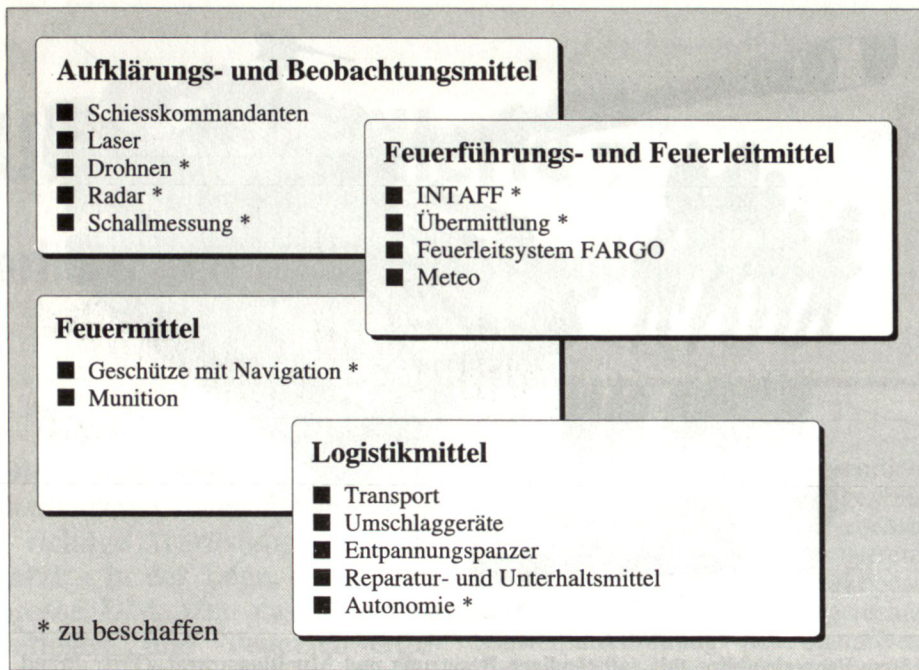 Aufklärungs- und Beobachtungsmittel
■ Schiesskommandanten
■ Laser
■ Drohnen *
■ Radar *
■ Schallmessung *
Feuerführungs- und Feuerleitmittel
■ INTAFF *
■ Übermittlung *
■ Feuerleitsystem FARGO
■ Meteo
Feuermittel
■ Geschütze mit Navigation *
■ Munition
Logistikmittel
■ Transport
■ Umschlaggeräte
■ Entpannungspanzer
■ Reparatur- und Unterhaltsmittel
■ Autonomie *
* zu beschaffen